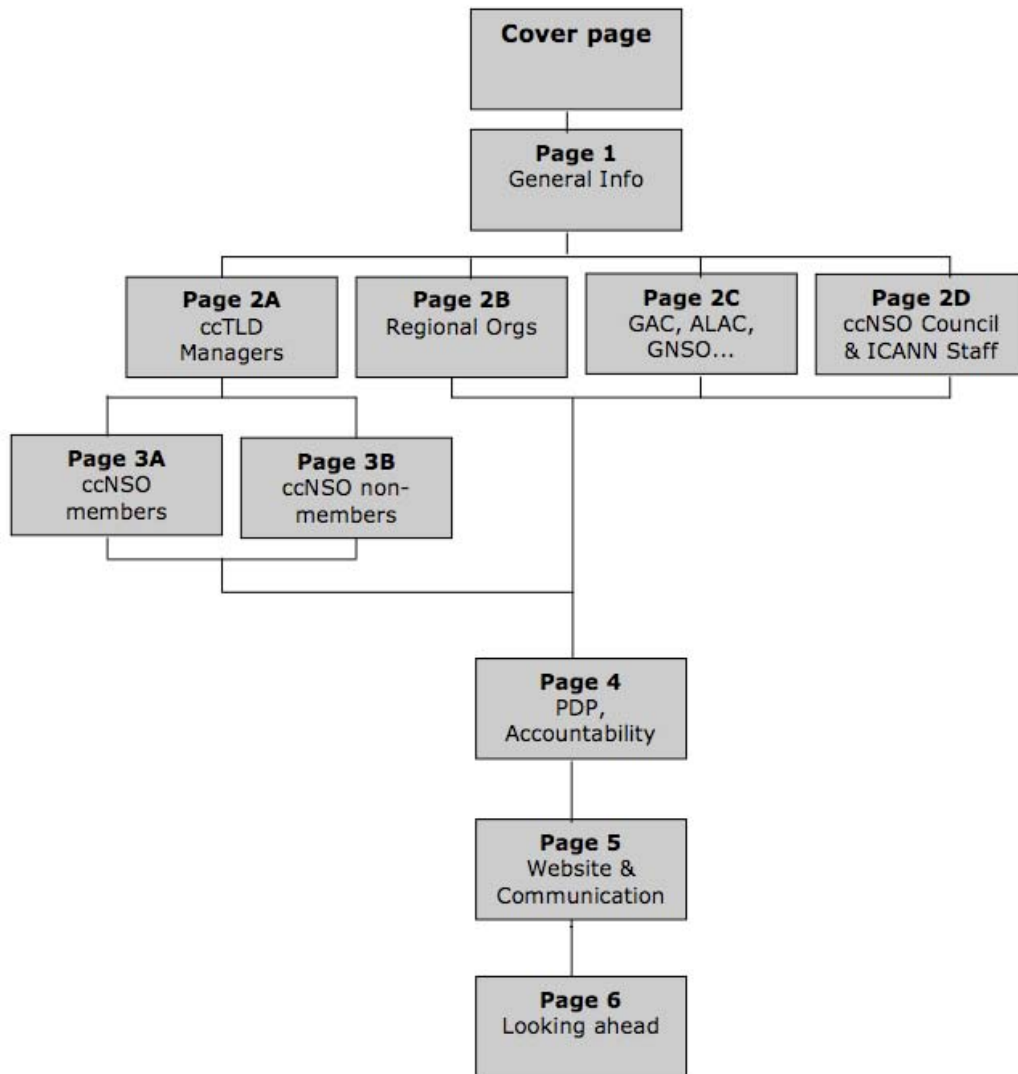 Cover page
Page 1
General Info
Page 2A
ccTLD
Managers
Page 2B
Regional Orgs
Page 2C
GAC, ALAC,
GNSO...
Page 2D
ccNSO Council
& ICANN Staff
Page 3A
ccNSO
members
Page 3B
ccNSO non-
members
Page 4
PDP,
Accountability
Page 5
Website &
Communication
Page 6
Looking ahead